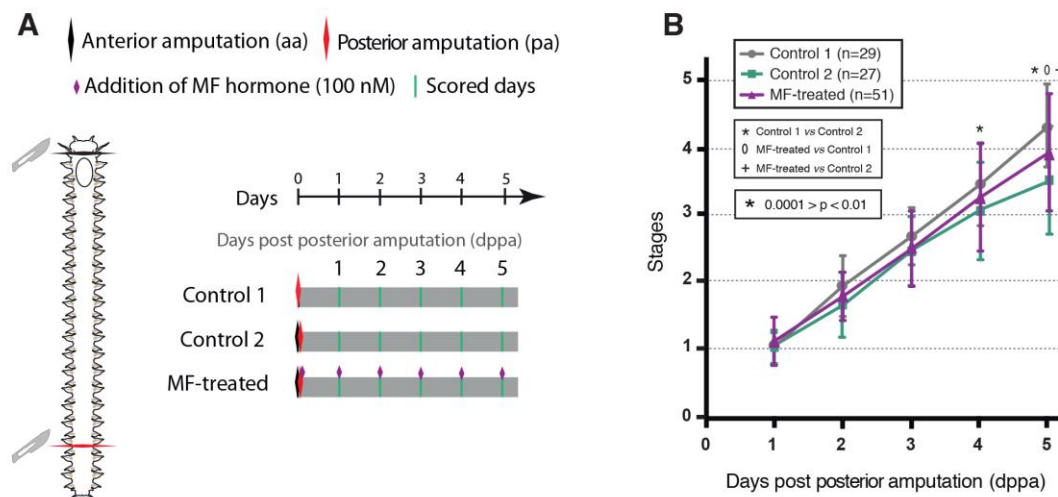 A
Anterior amputation (aa) Posterior amputation (pa)
Addition of MF hormone (100 nM) Scored days
0 1 2 3 4 5
Days
Days post posterior amputation (dppa)
1 2 3 4 5
Control 1
Control 2
MF-treated
B
Control 1 (n=29)
Control 2 (n=27)
MF-treated (n=51)
* Control 1 vs Control 2
0 MF-treated vs Control 1
+ MF-treated vs Control 2
* 0.0001 > p < 0.01
*
* 0 +
Stages
5
4
3
2
1
0
0 1 2 3 4 5
Days post posterior amputation (dppa)